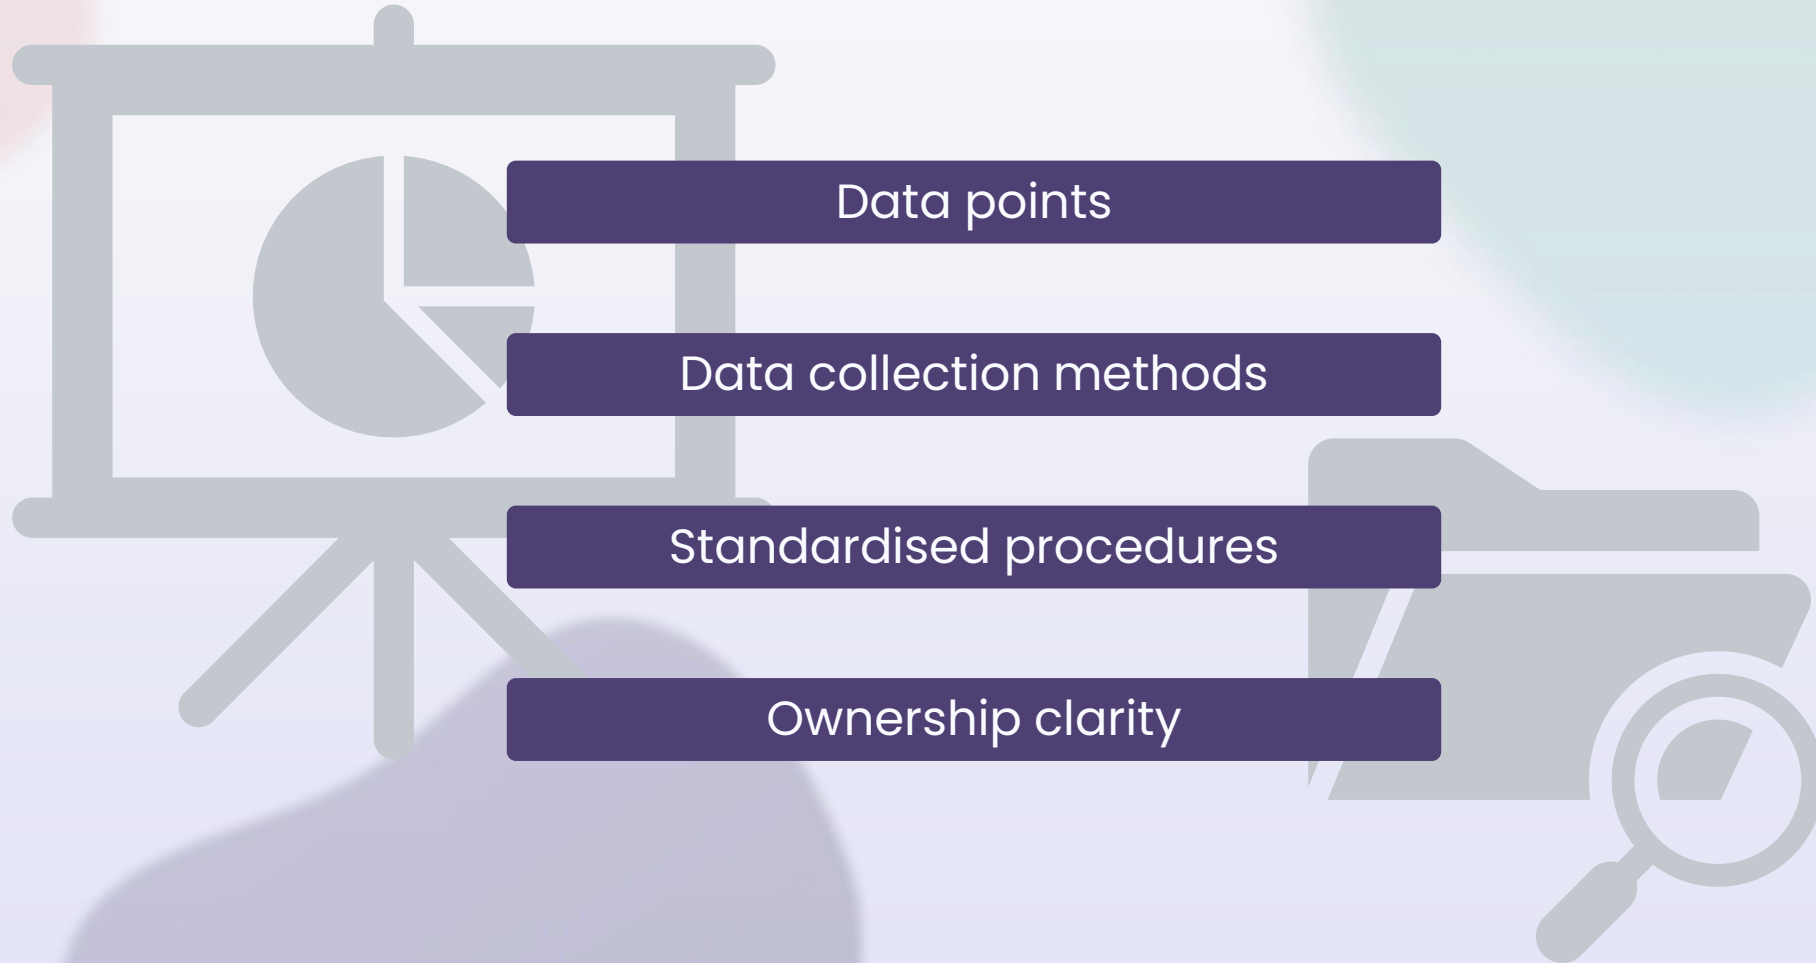 Data points
Data collection methods
Standardised procedures
Ownership clarity